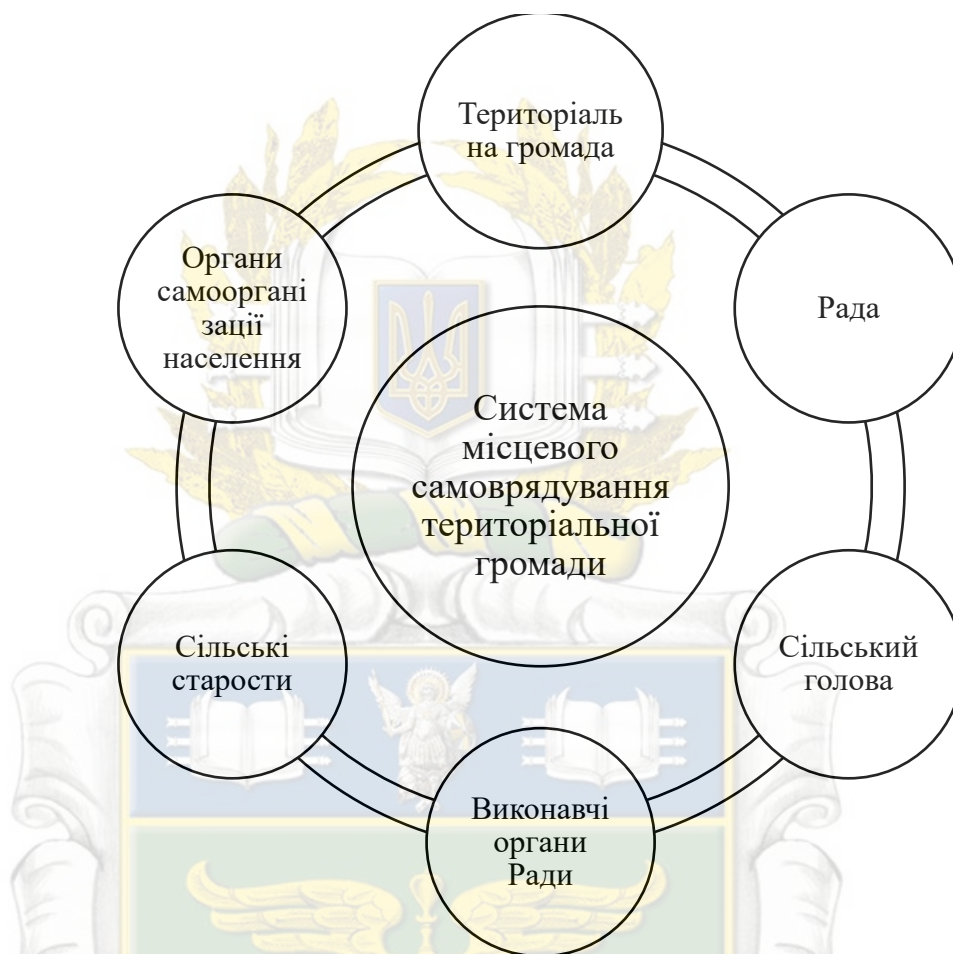 Територіаль
на громада
Рада
Сільський
голова
Виконавчі
органи
Ради
Сільські
старости
Органи
самооргані
зації
населення
Система
місцевого
самоврядування
територіальної
громади